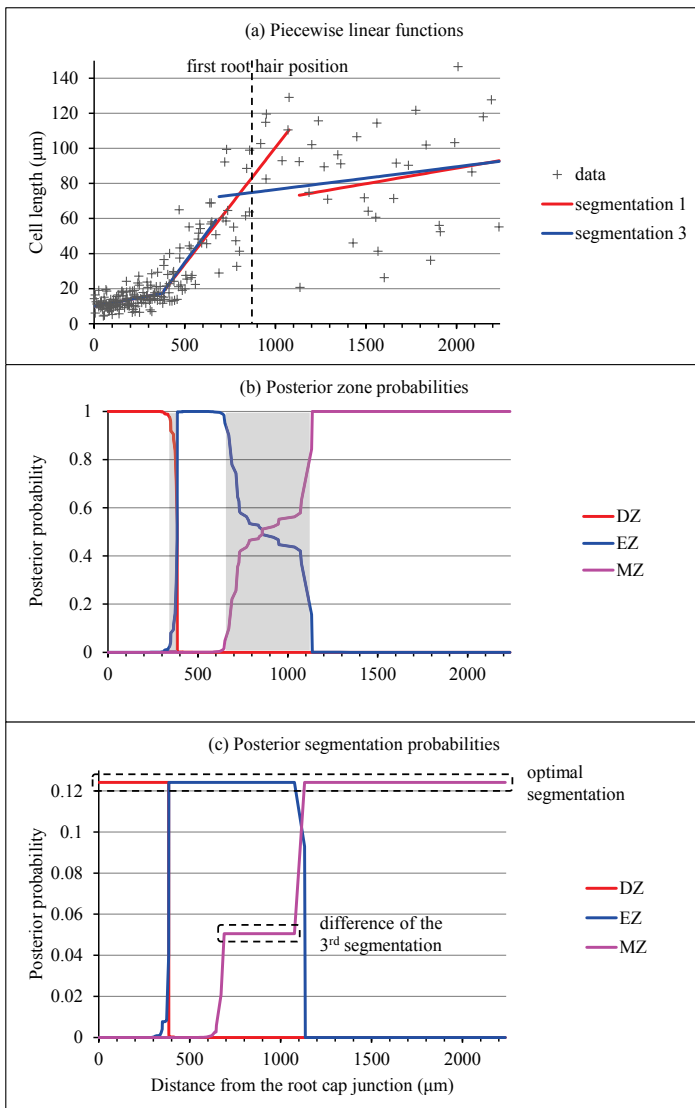 (a) Piecewise linear functions
first root hair position
140
120
100
80
60
40
20
0
Cell length (μm)
0 500 1000 1500 2000
data
segmentation 1
segmentation 3
(b) Posterior zone probabilities
1
0.8
0.6
0.4
0.2
0
Posterior probability
0 500 1000 1500 2000
DZ
EZ
MZ
(c) Posterior segmentation probabilities
optimal
segmentation
0.12
0.1
0.08
0.06
0.04
0.02
0
Posterior probability
difference of the
3rd segmentation
DZ
EZ
MZ
0 500 1000 1500 2000
Distance from the root cap junction (μm)